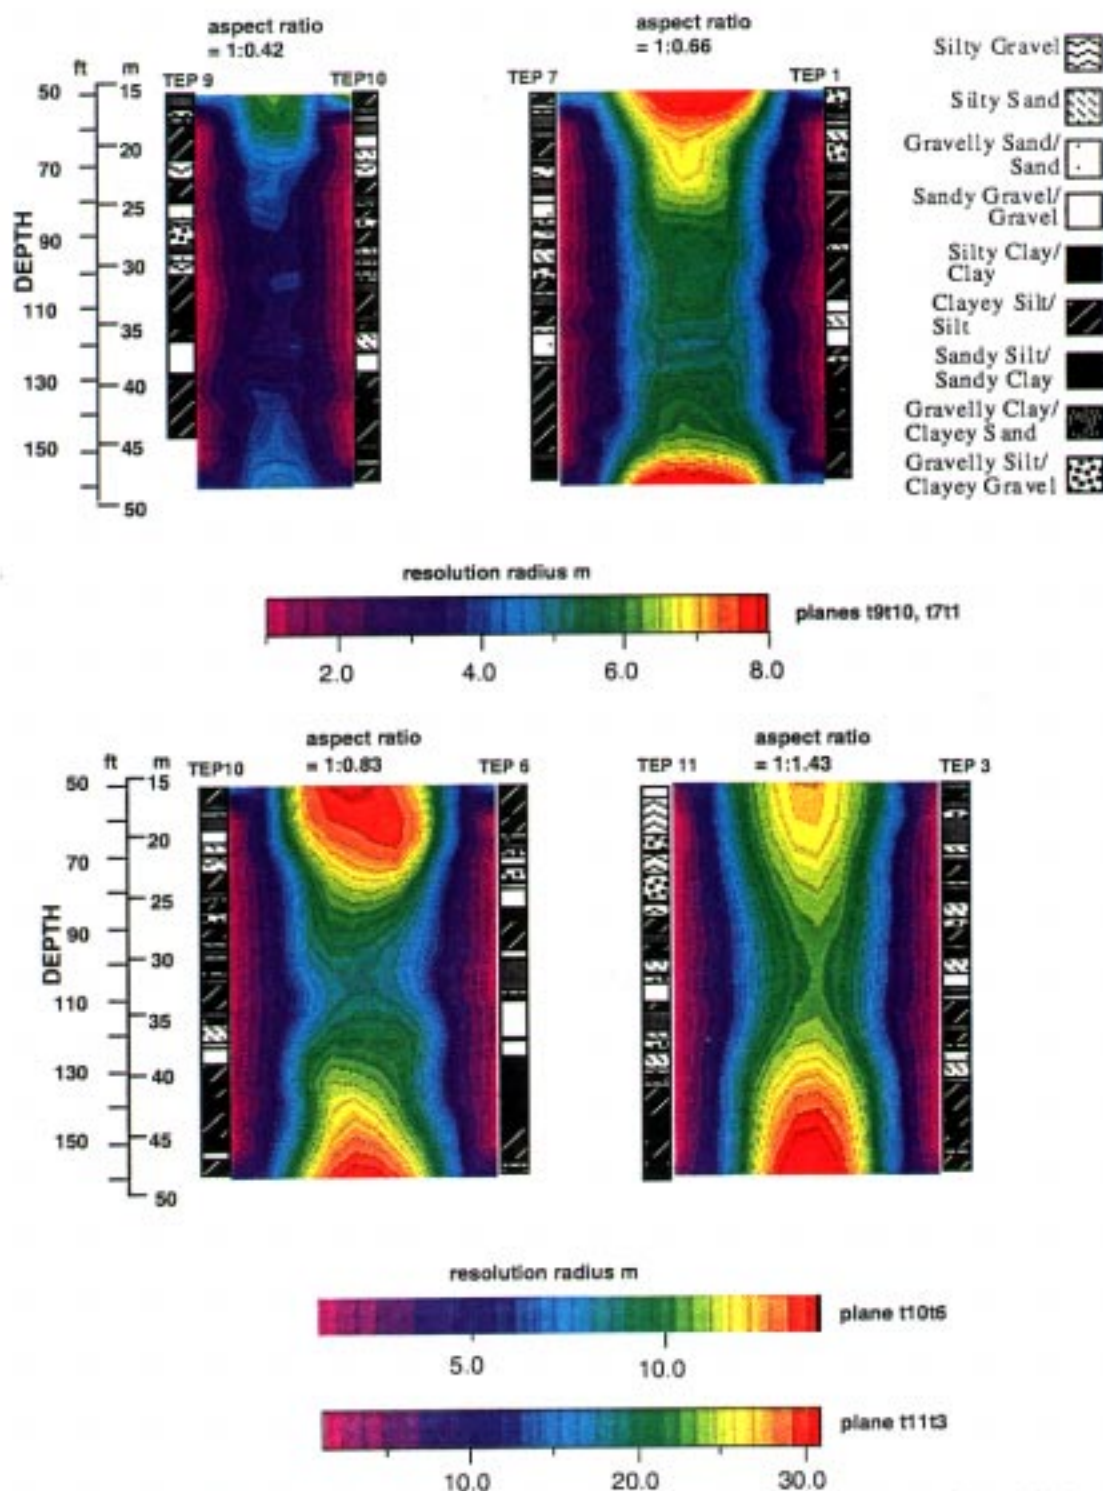 aspect ratio
= 1:0.42
aspect ratio
= 1:0.66
ft m
TEP 9
TEP10
TEP 7
TEP 1
50
70
90
110
130
150
15
20
25
30
35
40
45
50
DEPTH
Silty Gravel
Silty Sand
Gravelly Sand/
Sand
Sandy Gravel/
Gravel
Silty Clay/
Clay
Clayey Silt/
Silt
Sandy Silt/
Sandy Clay
Gravelly Clay/
Clayey Sand
Gravelly Silt/
Clayey Gravel
resolution radius m
planes t9t10, t7t1
2.0 4.0 6.0 8.0
aspect ratio
= 1:0.83
aspect ratio
= 1:1.43
ft m
TEP10
TEP 6
TEP 11
TEP 3
50
70
90
110
130
150
15
20
25
30
35
40
45
50
DEPTH
resolution radius m
plane t10t6
5.0 10.0
plane t11t3
10.0 20.0 30.0